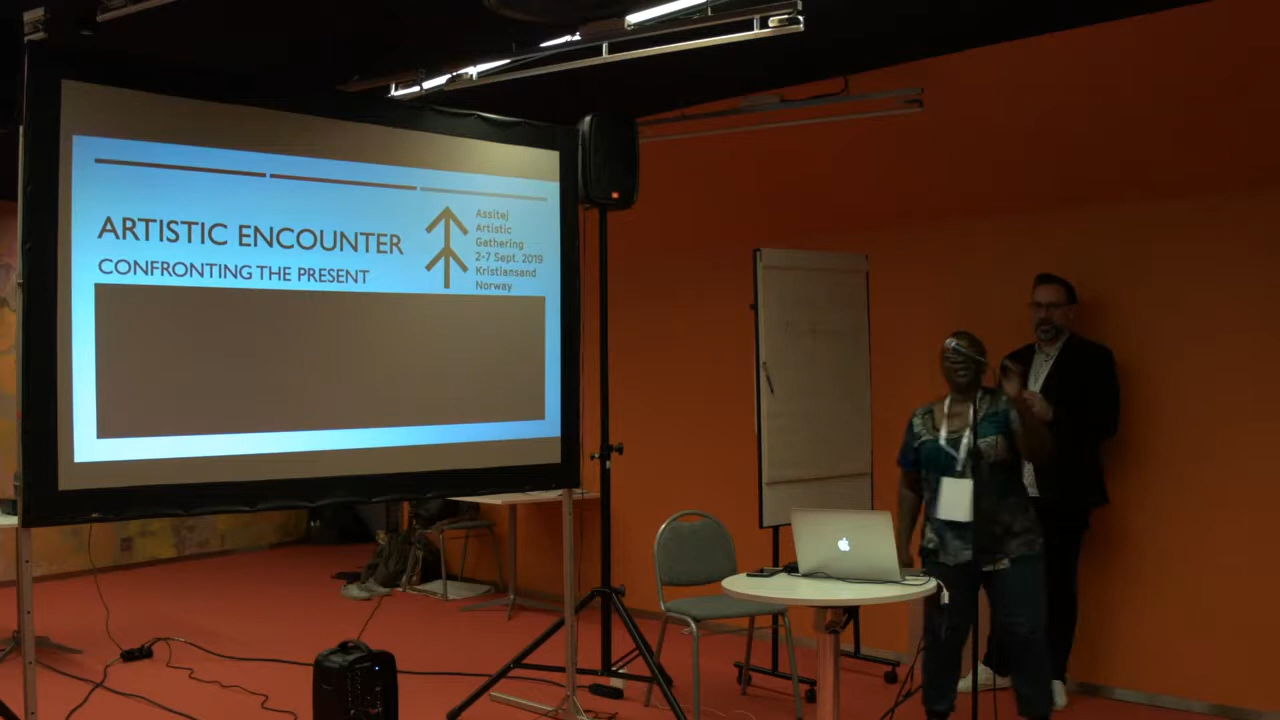 ARTISTIC ENCOUNTER
CONFRONTING THE PRESENT
Assitej
Artistic
Gathering
2-7 Sept. 2019
Kristiansand
Norway